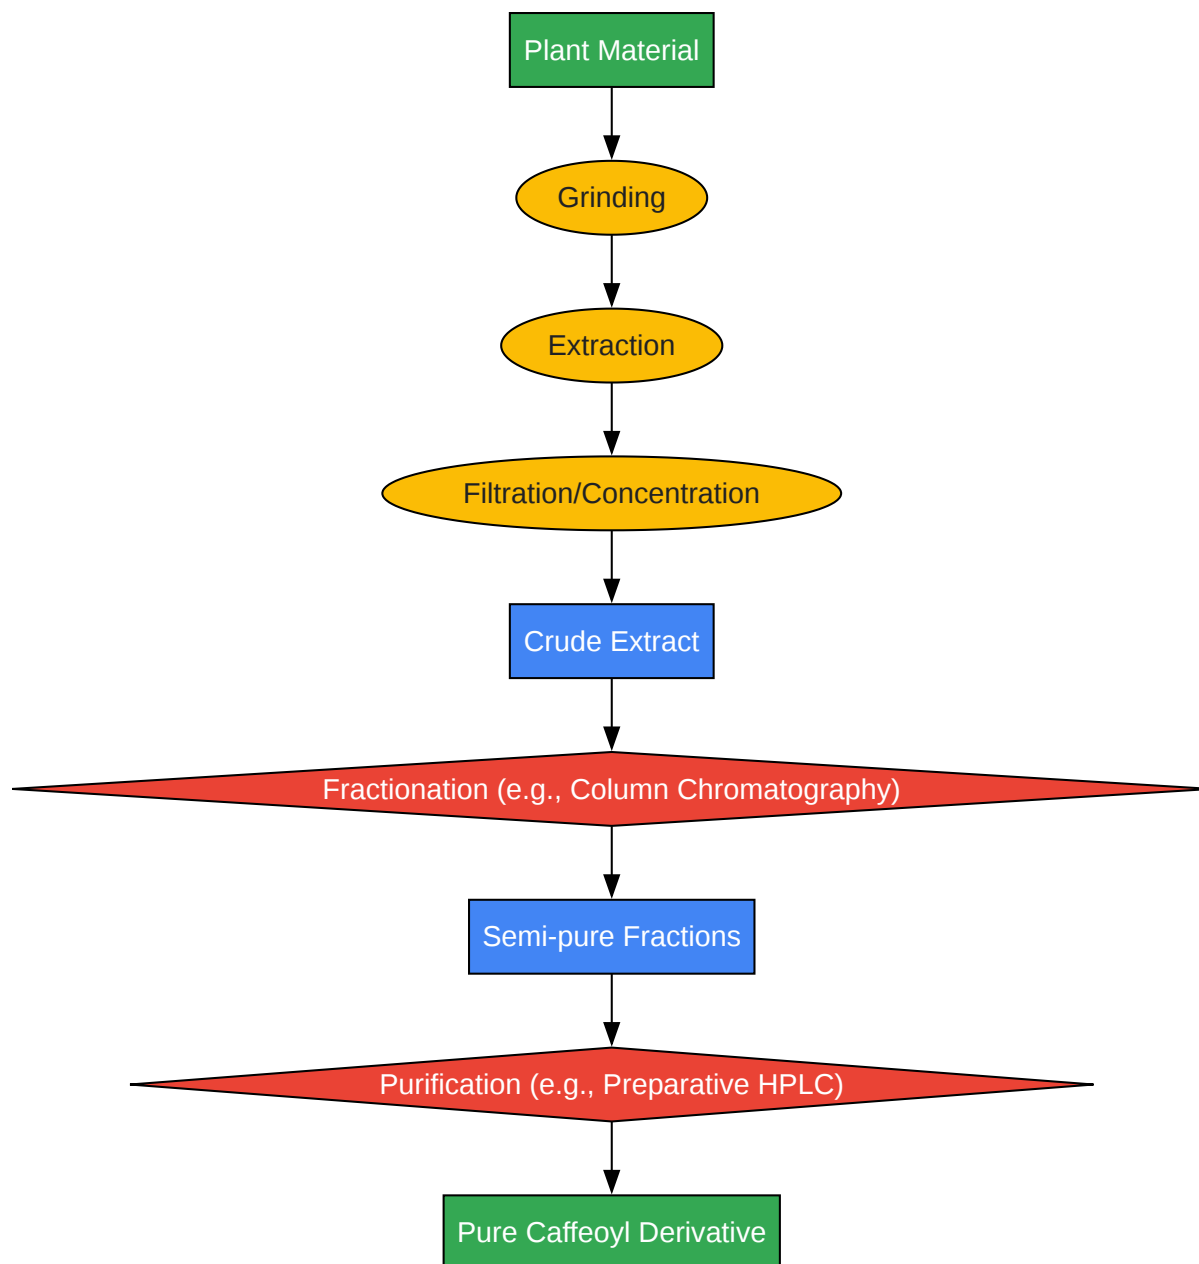 Plant Material
Grinding
Extraction
Filtration/Concentration
Crude Extract
Fractionation (e.g., Column Chromatography)
Semi-pure Fractions
Purification (e.g., Preparative HPLC)
Pure Caffeoyl Derivative